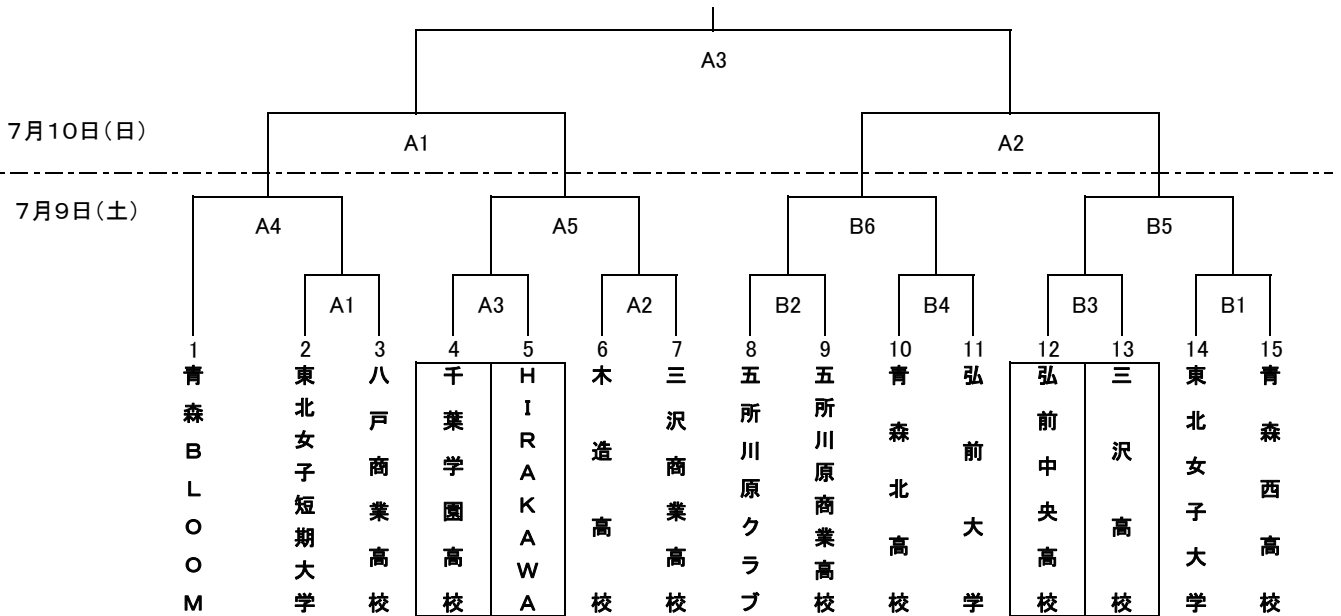 A3
7月10日(日)
A1
A2
7月9日(土)
A4
A5
B6
B5
A1
A3
A2
B2
B4
B3
B1
1
2
3
4
5
6
7
8
9
10
11
12
13
14
15
青森BLOOM
東北女子短期大学
八戸商業高校
千葉学園高校
HIRAKAWA
木造高校
三沢商業高校
五所川原クラブ
五所川原商業高校
青森北高校
弘前大学
弘前中央高校
三沢高校
東北女子大学
青森西高校